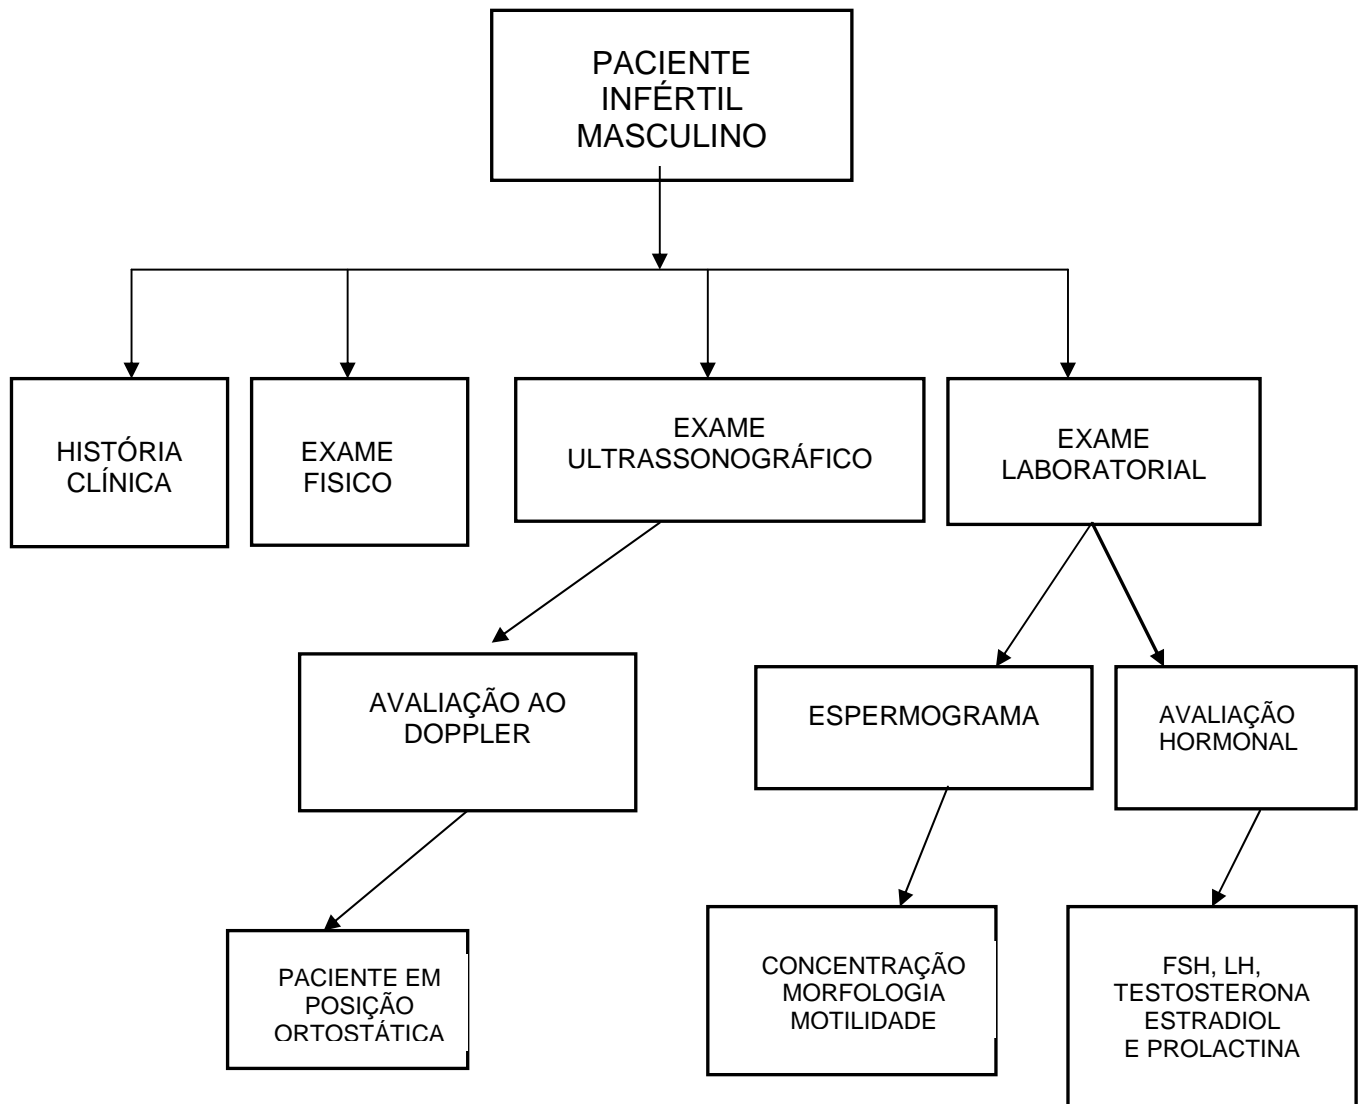 PACIENTE
INFÉRTIL
MASCULINO
HISTÓRIA
CLÍNICA
EXAME
FISICO
EXAME
ULTRASSONOGRÁFICO
EXAME
LABORATORIAL
AVALIAÇÃO AO
DOPPLER
ESPERMOGRAMA
AVALIAÇÃO
HORMONAL
PACIENTE EM
POSIÇÃO
ORTOSTÁTICA
CONCENTRAÇÃO
MORFOLOGIA
MOTILIDADE
FSH, LH,
TESTOSTERONA
ESTRADIOL
E PROLACTINA